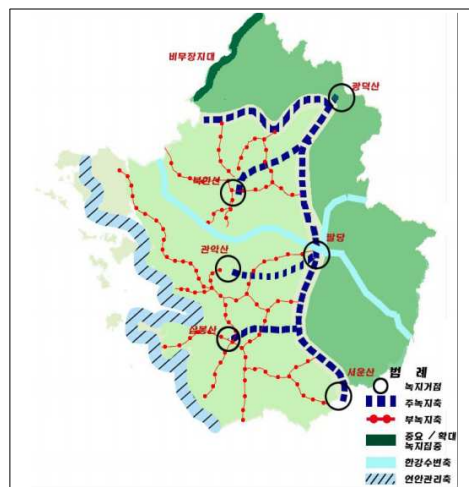 비무장지대
광덕산
북한산
관악산
팔당
삼봉산
서운산
범 례
녹지거점
주녹지축
부녹지축
중요 / 확대
녹지집중
한강수변축
연안관리축